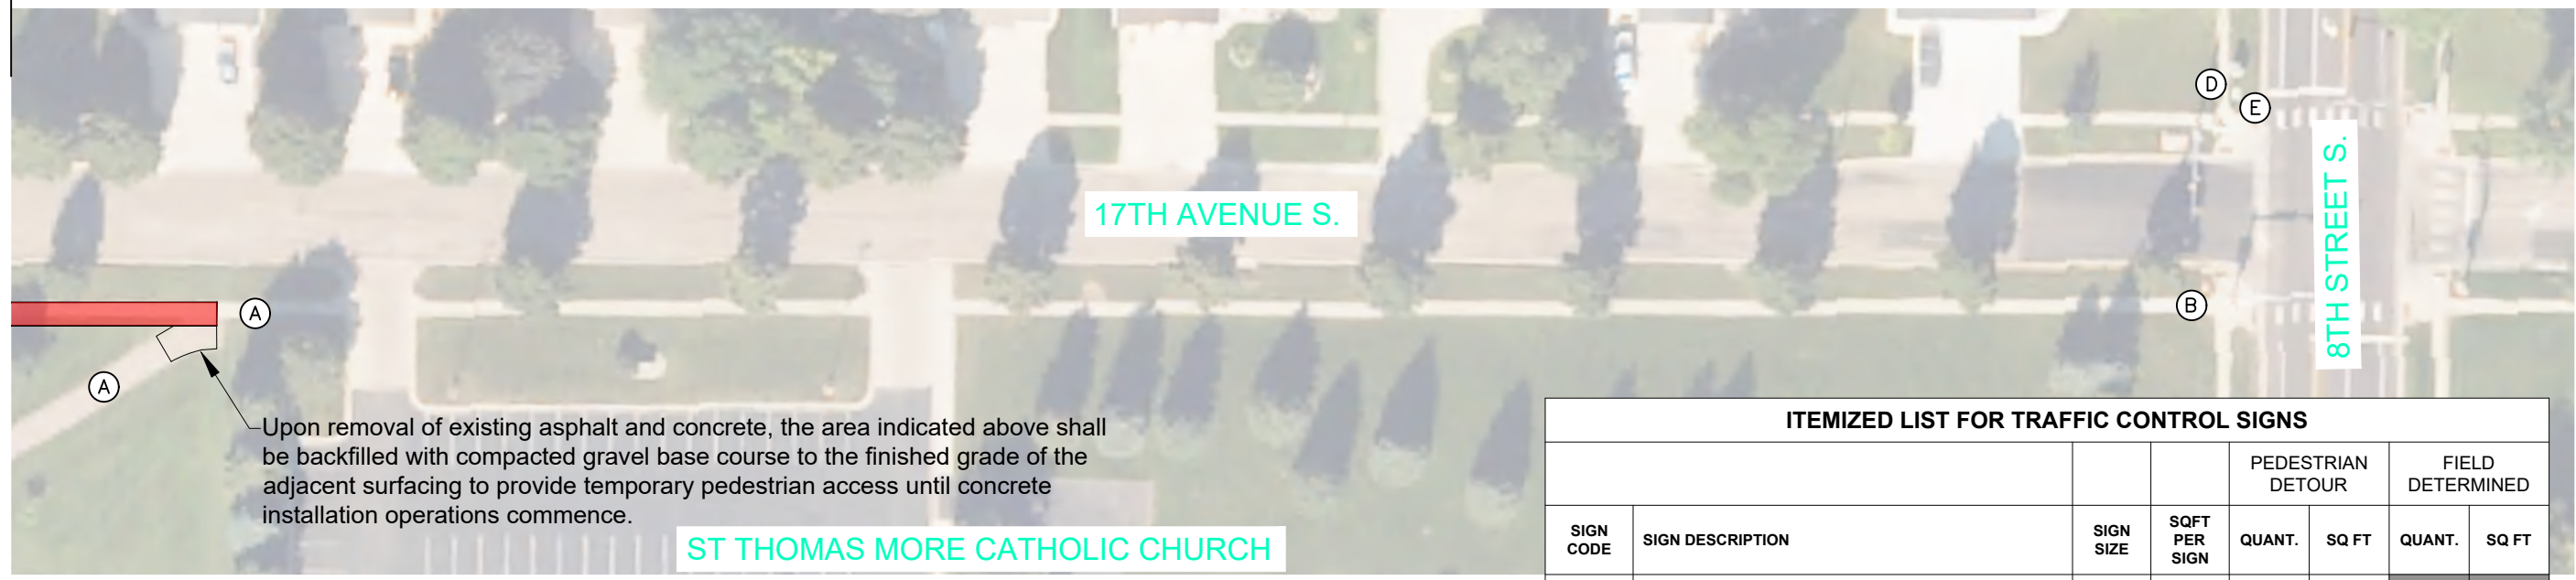 D
E
17TH AVENUE S.
8TH STREET S.
A
B
A
Upon removal of existing asphalt and concrete, the area indicated above shall
be backfilled with compacted gravel base course to the finished grade of the
adjacent surfacing to provide temporary pedestrian access until concrete
installation operations commence.
ST THOMAS MORE CATHOLIC CHURCH
ITEMIZED LIST FOR TRAFFIC CONTROL SIGNS
PEDESTRIAN
DETOUR
FIELD
DETERMINED
SIGN
CODE
SIGN DESCRIPTION
SIGN
SIZE
SQFT
PER
SIGN
QUANT.
SQ FT
QUANT.
SQ FT